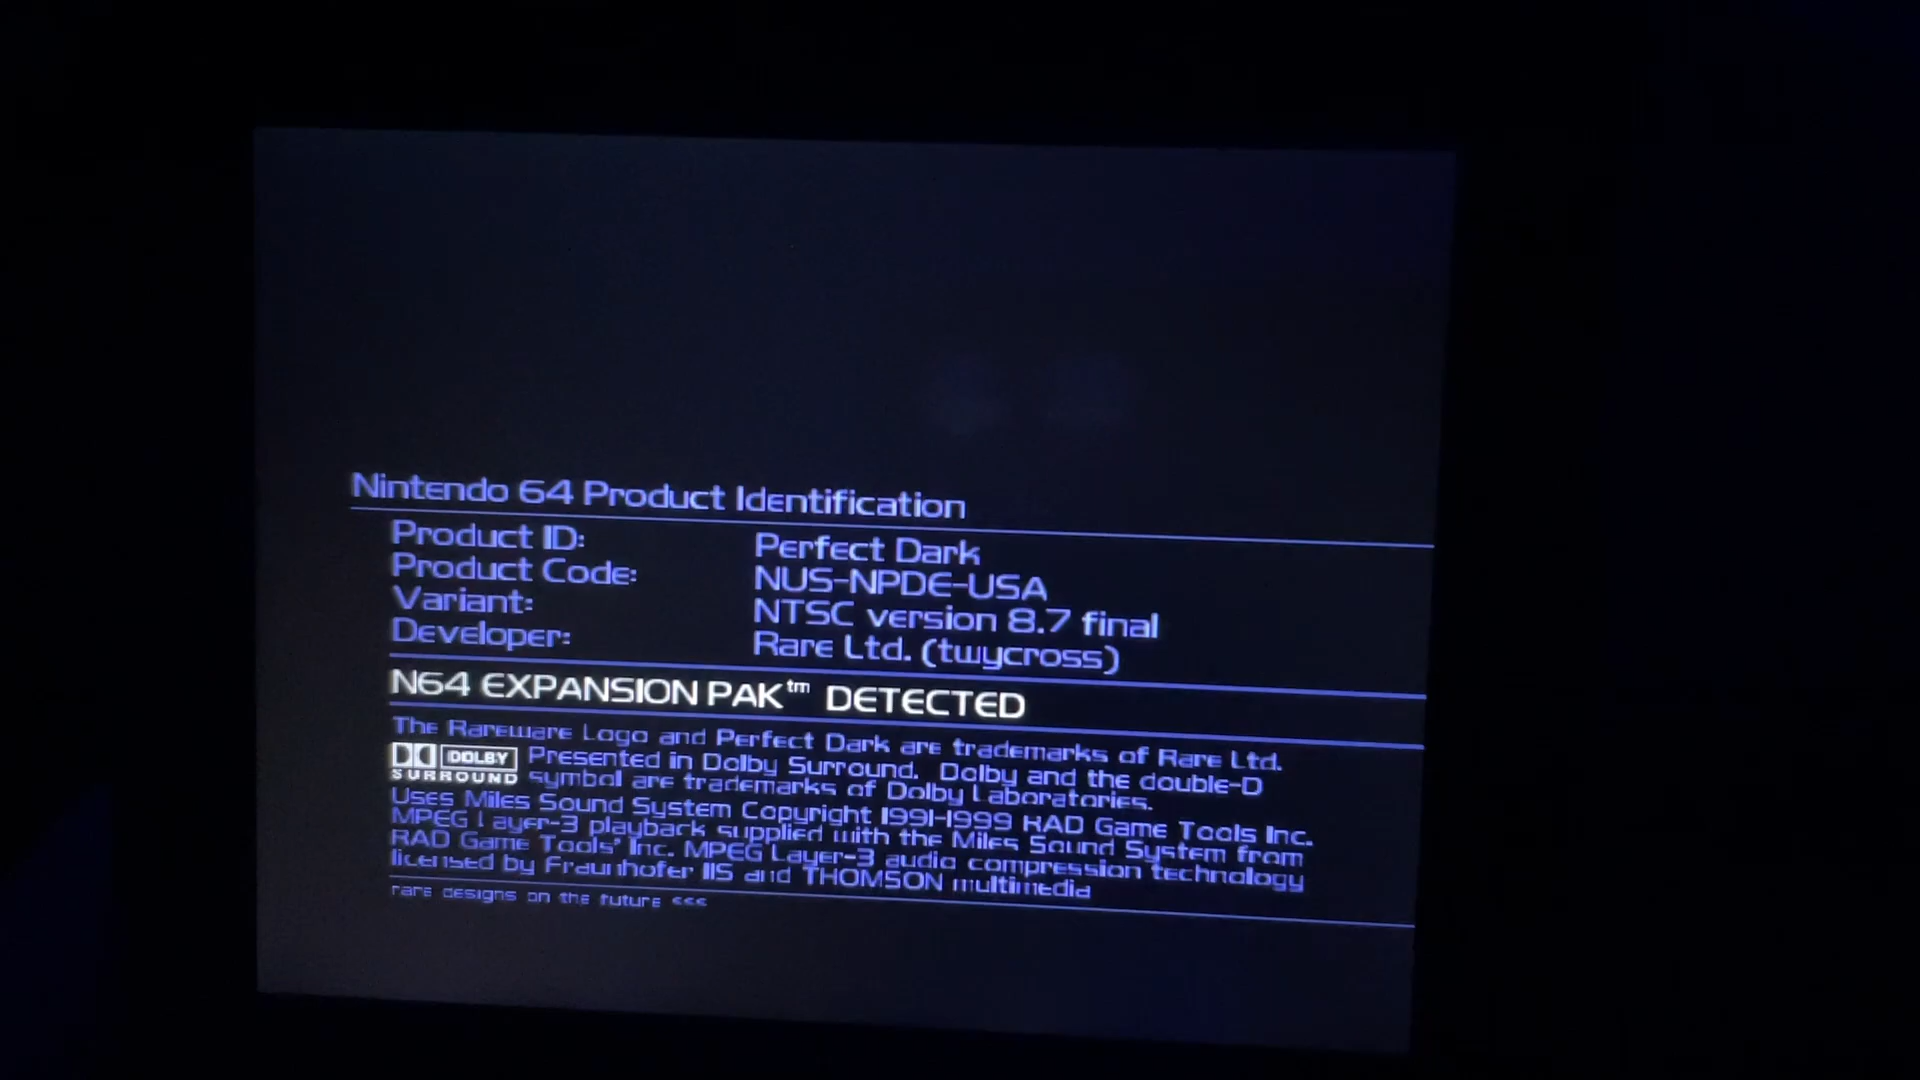 Nintendo 64 Product Identification
Product ID: Perfect Dark
Product Code: NUS-NPDE-USA
Variant: NTSC version 8.7 final
Developer: Rare Ltd. (twycross)
N64 EXPANSION PAK™ DETECTED
The Rareware Logo and Perfect Dark are trademarks of Rare Ltd.
DOLBY SURROUND
Presented in Dolby Surround. Dolby and the double-D
symbol are trademarks of Dolby Laboratories.
Uses Miles Sound System Copyright 1991-1999 RAD Game Tools Inc.
MPEG Layer-3 playback supplied with the Miles Sound System from
RAD Game Tools' Inc. MPEG Layer-3 audio compression technology
licensed by Fraunhofer IIS and THOMSON multimedia
rare designs on the future <<<